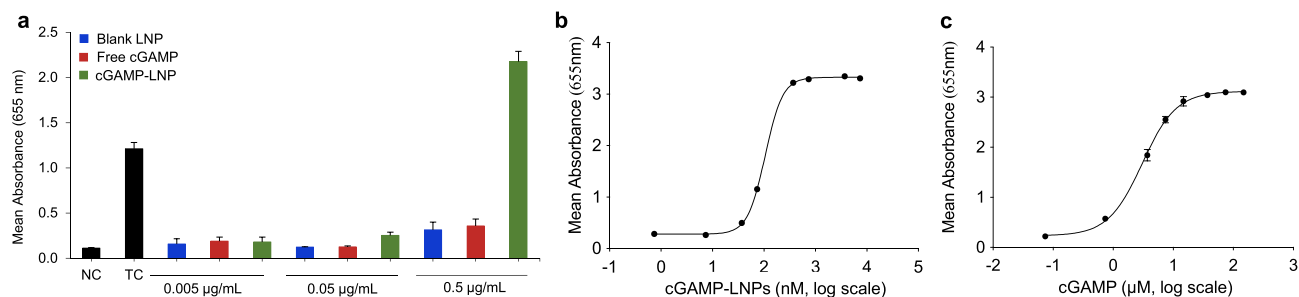 a
Mean Absorbance (655 nm)
2.5
2.0
1.5
1.0
0.5
0.0
Blank LNP
Free cGAMP
cGAMP-LNP
NC TC
0.005 µg/mL 0.05 µg/mL 0.5 µg/mL
b
Mean Absorbance (655nm)
4
3
2
1
0
-1 0 1 2 3 4 5
cGAMP-LNPs (nM, log scale)
c
Mean Absorbance (655nm)
4
3
2
1
0
-2 -1 0 1 2 3
cGAMP (µM, log scale)